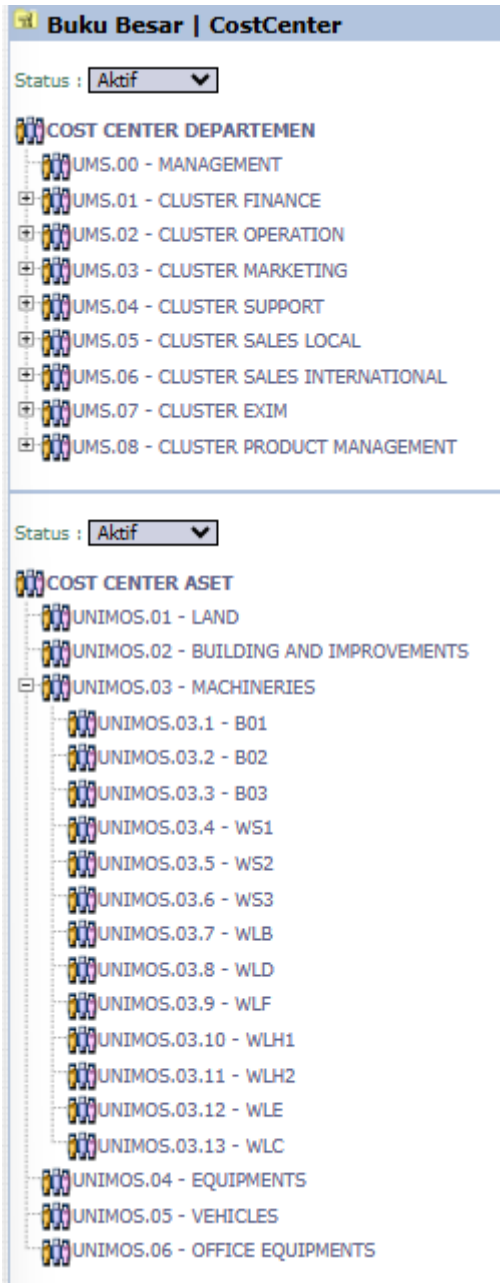 Buku Besar | CostCenter
Status : Aktif
COST CENTER DEPARTEMEN
UMS.00 - MANAGEMENT
UMS.01 - CLUSTER FINANCE
UMS.02 - CLUSTER OPERATION
UMS.03 - CLUSTER MARKETING
UMS.04 - CLUSTER SUPPORT
UMS.05 - CLUSTER SALES LOCAL
UMS.06 - CLUSTER SALES INTERNATIONAL
UMS.07 - CLUSTER EXIM
UMS.08 - CLUSTER PRODUCT MANAGEMENT
Status : Aktif
COST CENTER ASET
UNIMOS.01 - LAND
UNIMOS.02 - BUILDING AND IMPROVEMENTS
UNIMOS.03 - MACHINERIES
UNIMOS.03.1 - B01
UNIMOS.03.2 - B02
UNIMOS.03.3 - B03
UNIMOS.03.4 - WS1
UNIMOS.03.5 - WS2
UNIMOS.03.6 - WS3
UNIMOS.03.7 - WLB
UNIMOS.03.8 - WLD
UNIMOS.03.9 - WLF
UNIMOS.03.10 - WLH1
UNIMOS.03.11 - WLH2
UNIMOS.03.12 - WLE
UNIMOS.03.13 - WLC
UNIMOS.04 - EQUIPMENTS
UNIMOS.05 - VEHICLES
UNIMOS.06 - OFFICE EQUIPMENTS